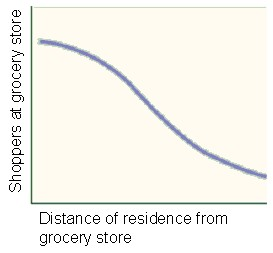 Shoppers at grocery store
Distance of residence from
grocery store